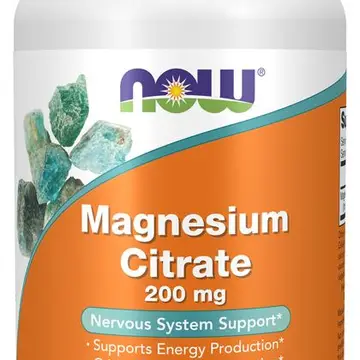 NOW®
Magnesium
Citrate
200 mg
Nervous System Support*
• Supports Energy Production*